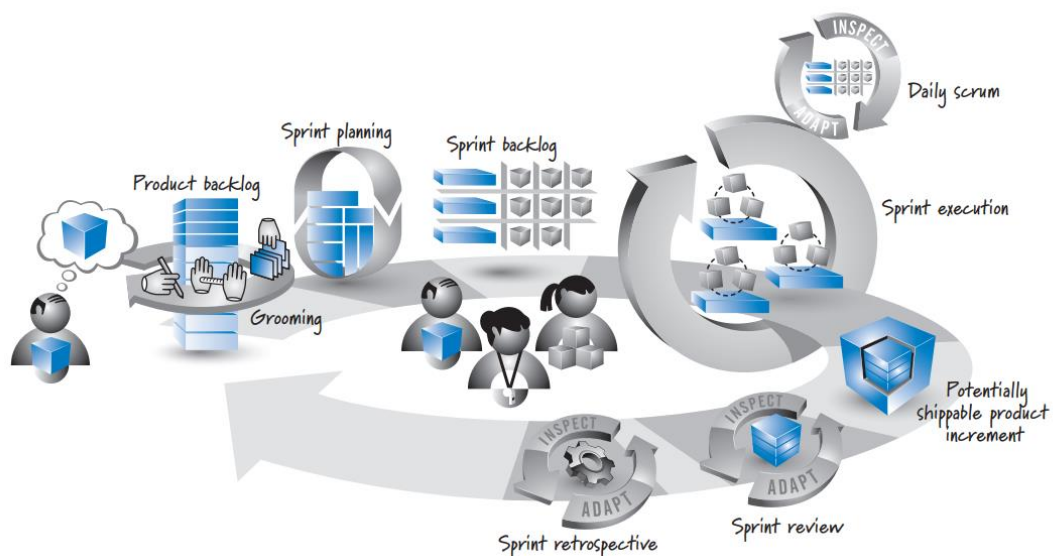 INSPECT
ADAPT
Daily scrum
Sprint planning
Sprint backlog
Product backlog
Sprint execution
Grooming
Potentially
shippable product
increment
INSPECT
ADAPT
Sprint review
INSPECT
ADAPT
Sprint retrospective